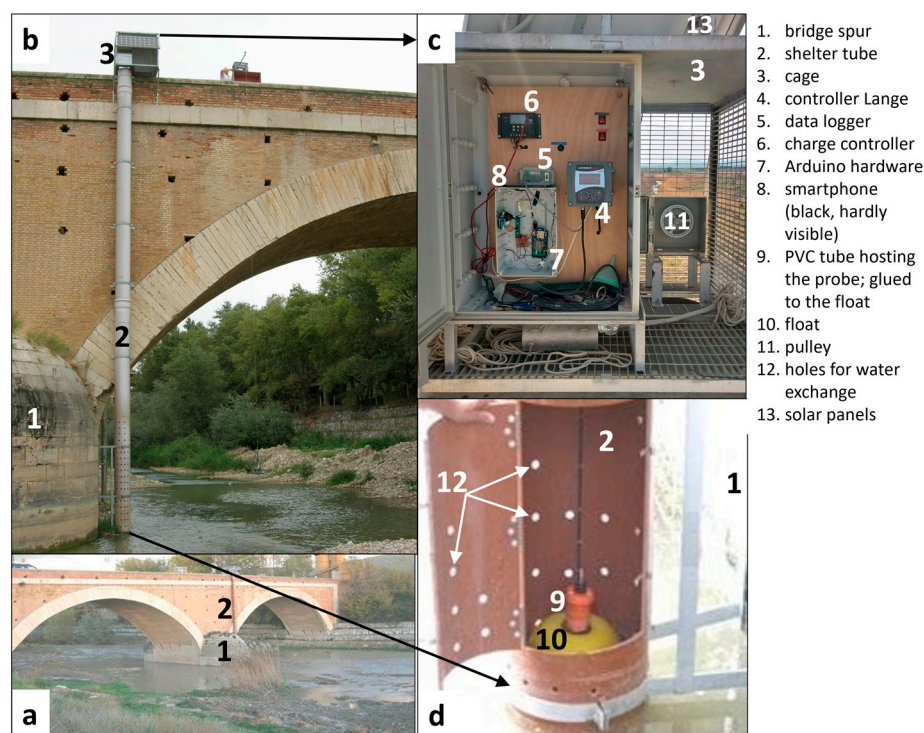 b
3
2
1
c
13
3
6
5
8
4
7
11
2
1
a
2
12
1
9
10
d
1. bridge spur
2. shelter tube
3. cage
4. controller Lange
5. data logger
6. charge controller
7. Arduino hardware
8. smartphone
(black, hardly
visible)
9. PVC tube hosting
the probe; glued
to the float
10. float
11. pulley
12. holes for water
exchange
13. solar panels